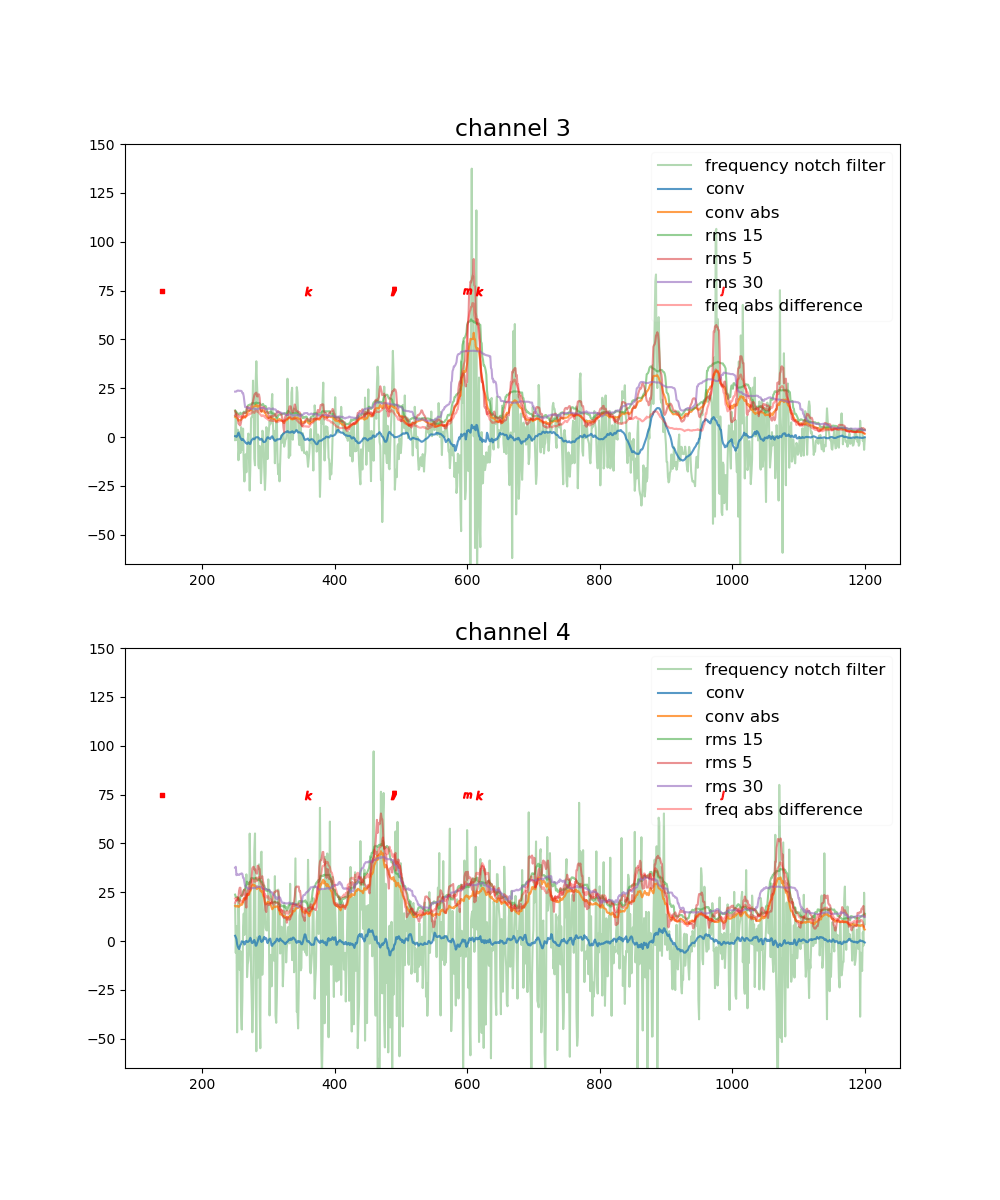 channel 3
150
125
100
75
50
25
0
−25
−50
frequency notch filter
conv
conv abs
rms 15
rms 5
rms 30
freq abs difference
k
m k
j
200 400 600 800 1000 1200
channel 4
150
125
100
75
50
25
0
−25
−50
frequency notch filter
conv
conv abs
rms 15
rms 5
rms 30
freq abs difference
k
m k
j
200 400 600 800 1000 1200